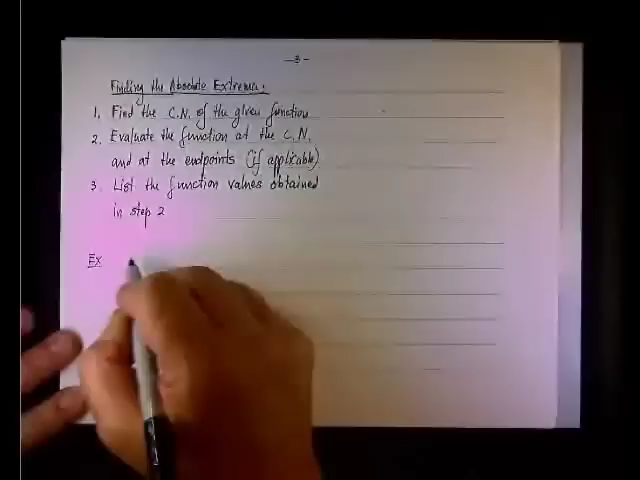 -3-
Finding the Absolute Extrema:
1. Find the C.N. of the given function
2. Evaluate the function at the C.N.
and at the endpoints (if applicable)
3. List the function values obtained
in step 2
Ex